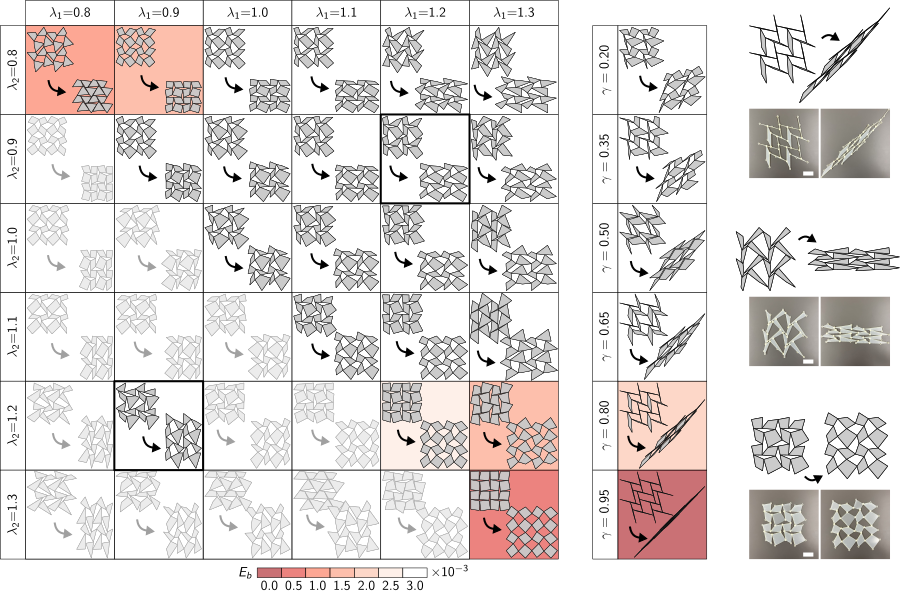 λ₁=0.8 λ₁=0.9 λ₁=1.0 λ₁=1.1 λ₁=1.2 λ₁=1.3
λ₂=0.8
λ₂=0.9
λ₂=1.0
λ₂=1.1
λ₂=1.2
λ₂=1.3
γ = 0.20
γ = 0.35
γ = 0.50
γ = 0.65
γ = 0.80
γ = 0.95
E_b ×10⁻³
0.0 0.5 1.0 1.5 2.0 2.5 3.0